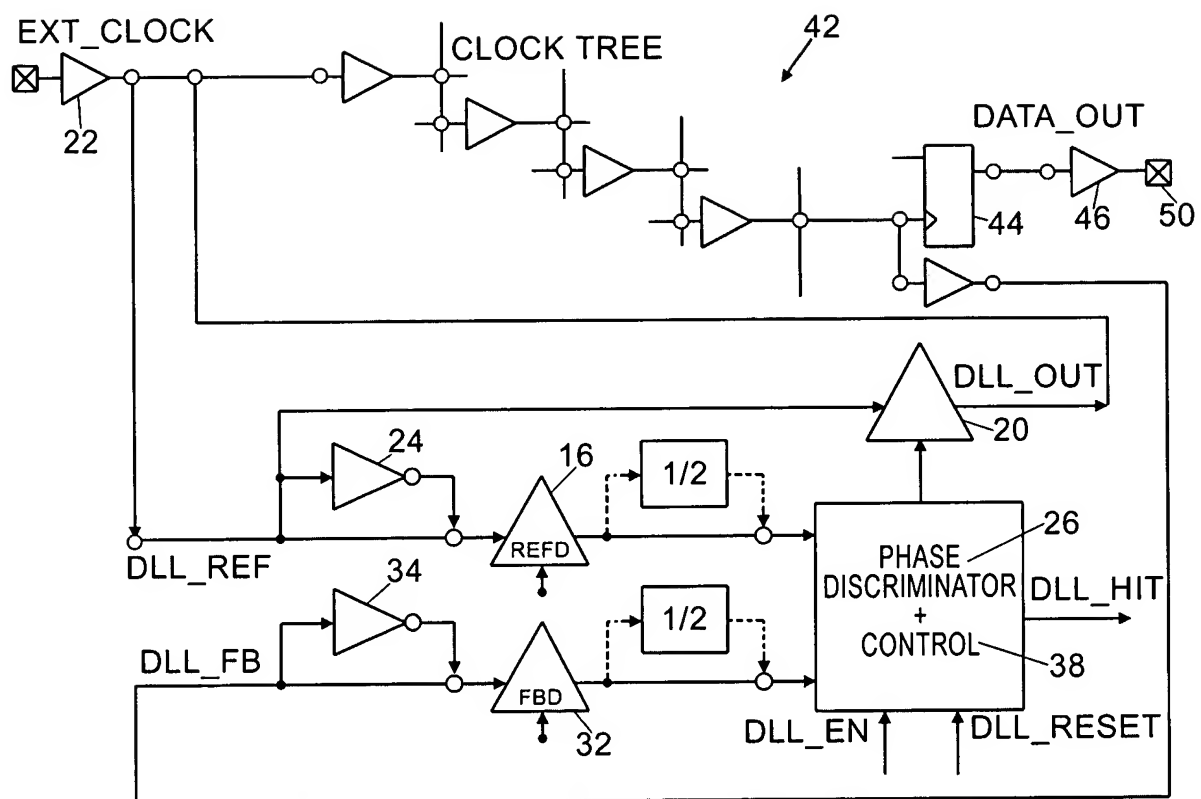 EXT_CLOCK
22
CLOCK TREE
42
DATA_OUT
44
46
50
DLL_OUT
20
24
16
1/2
REFD
DLL_REF
34
1/2
DLL_FB
FBD
32
PHASE
DISCRIMINATOR
+
CONTROL
26
38
DLL_HIT
DLL_EN
DLL_RESET